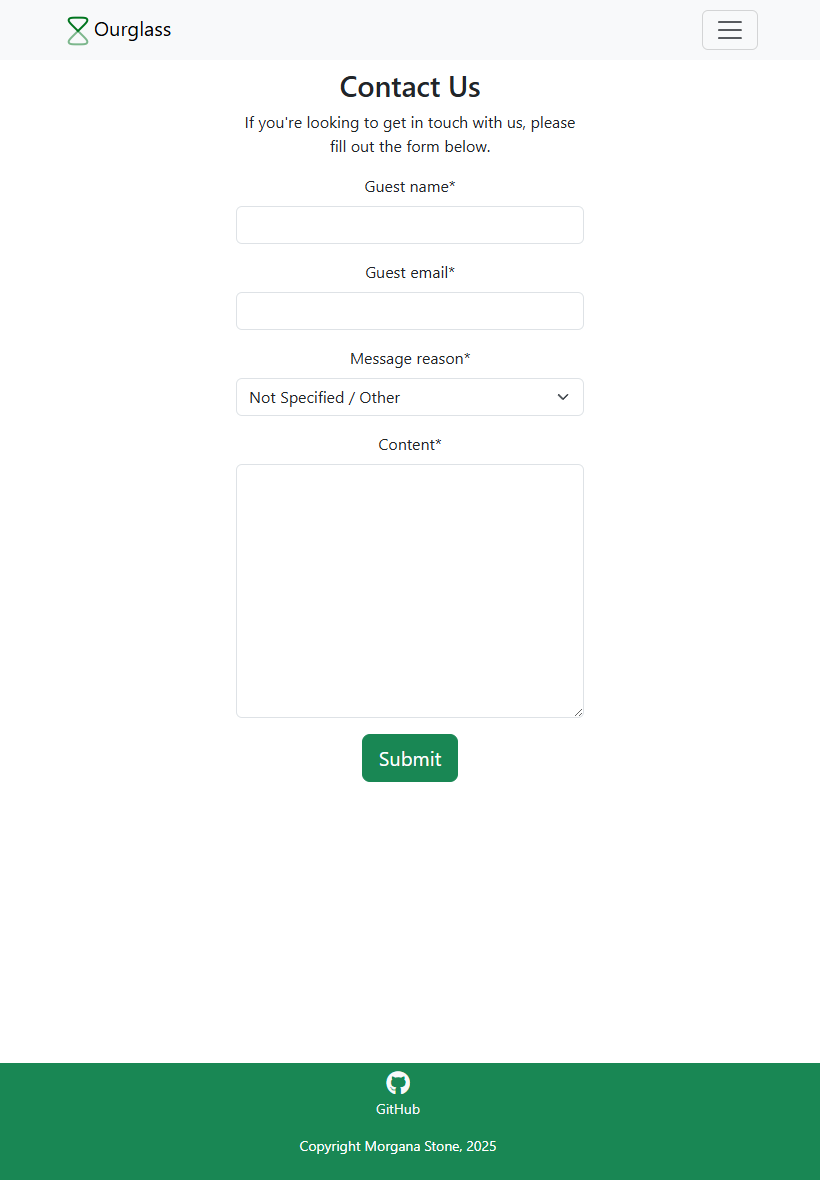 Ourglass
Contact Us
If you're looking to get in touch with us, please
fill out the form below.
Guest name*
Guest email*
Message reason*
Not Specified / Other
Content*
Submit
GitHub
Copyright Morgana Stone, 2025